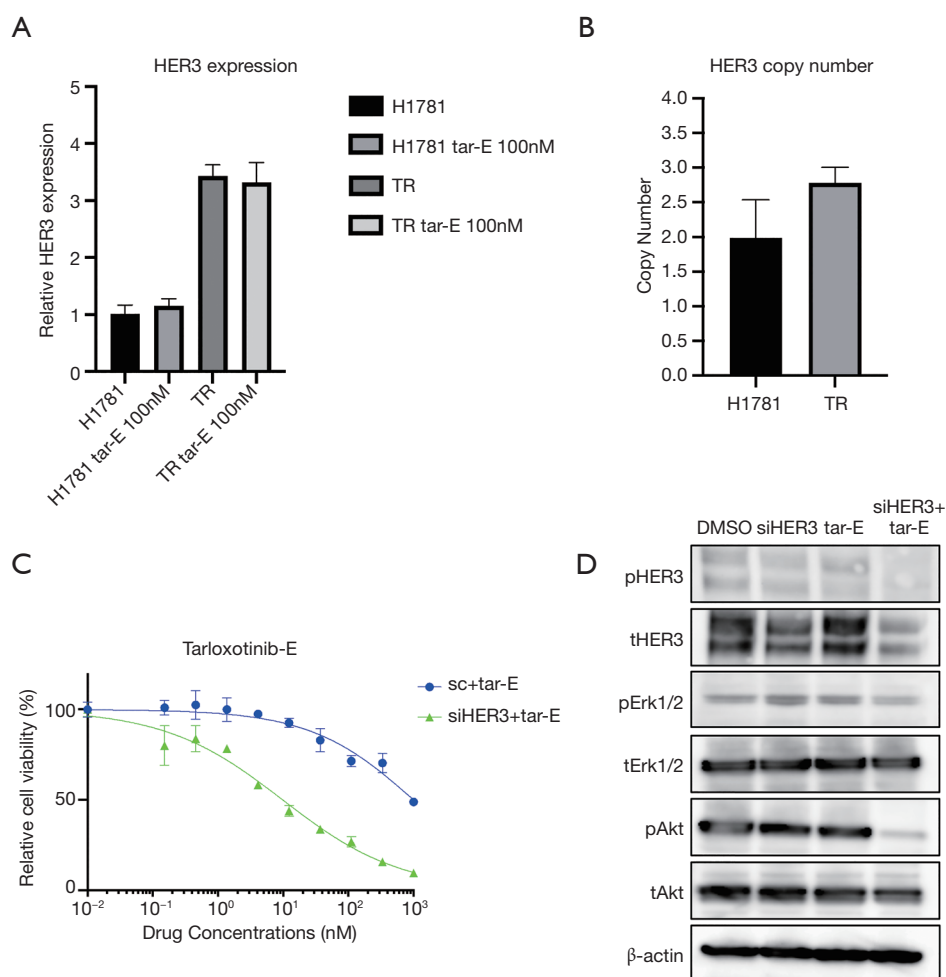 A
HER3 expression
Relative HER3 expression
5
4
3
2
1
0
H1781
H1781 tar-E 100nM
TR
TR tar-E 100nM
H1781
H1781 tar-E 100nM
TR
TR tar-E 100nM
B
HER3 copy number
Copy Number
4.0
3.5
3.0
2.5
2.0
1.5
1.0
0.5
0.0
H1781
TR
C
Tarloxotinib-E
Relative cell viability (%)
100
50
0
10⁻²
10⁻¹
10⁰
10¹
10²
10³
Drug Concentrations (nM)
sc+tar-E
siHER3+tar-E
D
DMSO siHER3 tar-E siHER3+
tar-E
pHER3
tHER3
pErk1/2
tErk1/2
pAkt
tAkt
β-actin